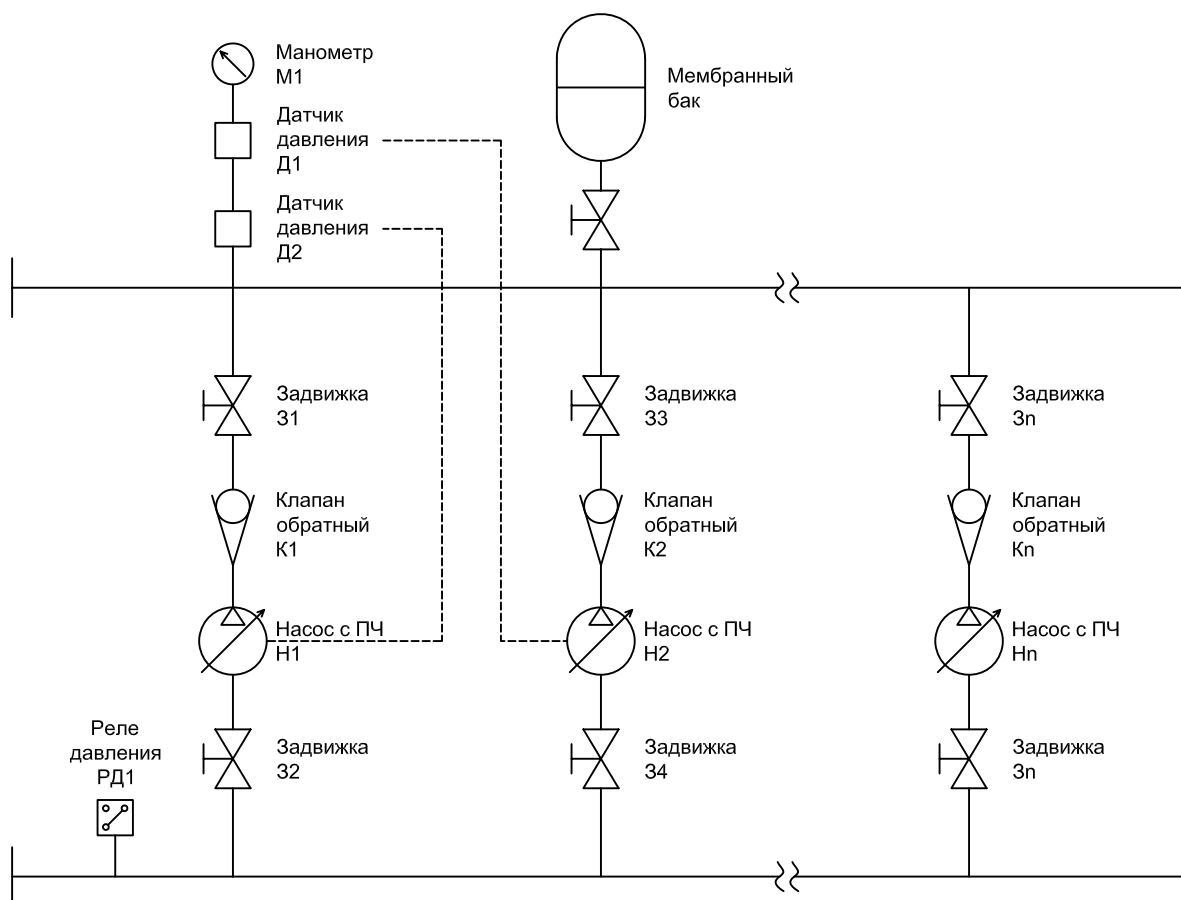 Манометр
М1
Датчик
давления
Д1
Датчик
давления
Д2
Мембранный
бак
Задвижка
З1
Задвижка
З3
Задвижка
Зn
Клапан
обратный
К1
Клапан
обратный
К2
Клапан
обратный
Кn
Насос с ПЧ
Н1
Насос с ПЧ
Н2
Насос с ПЧ
Нn
Реле
давления
РД1
Задвижка
З2
Задвижка
З4
Задвижка
Зn